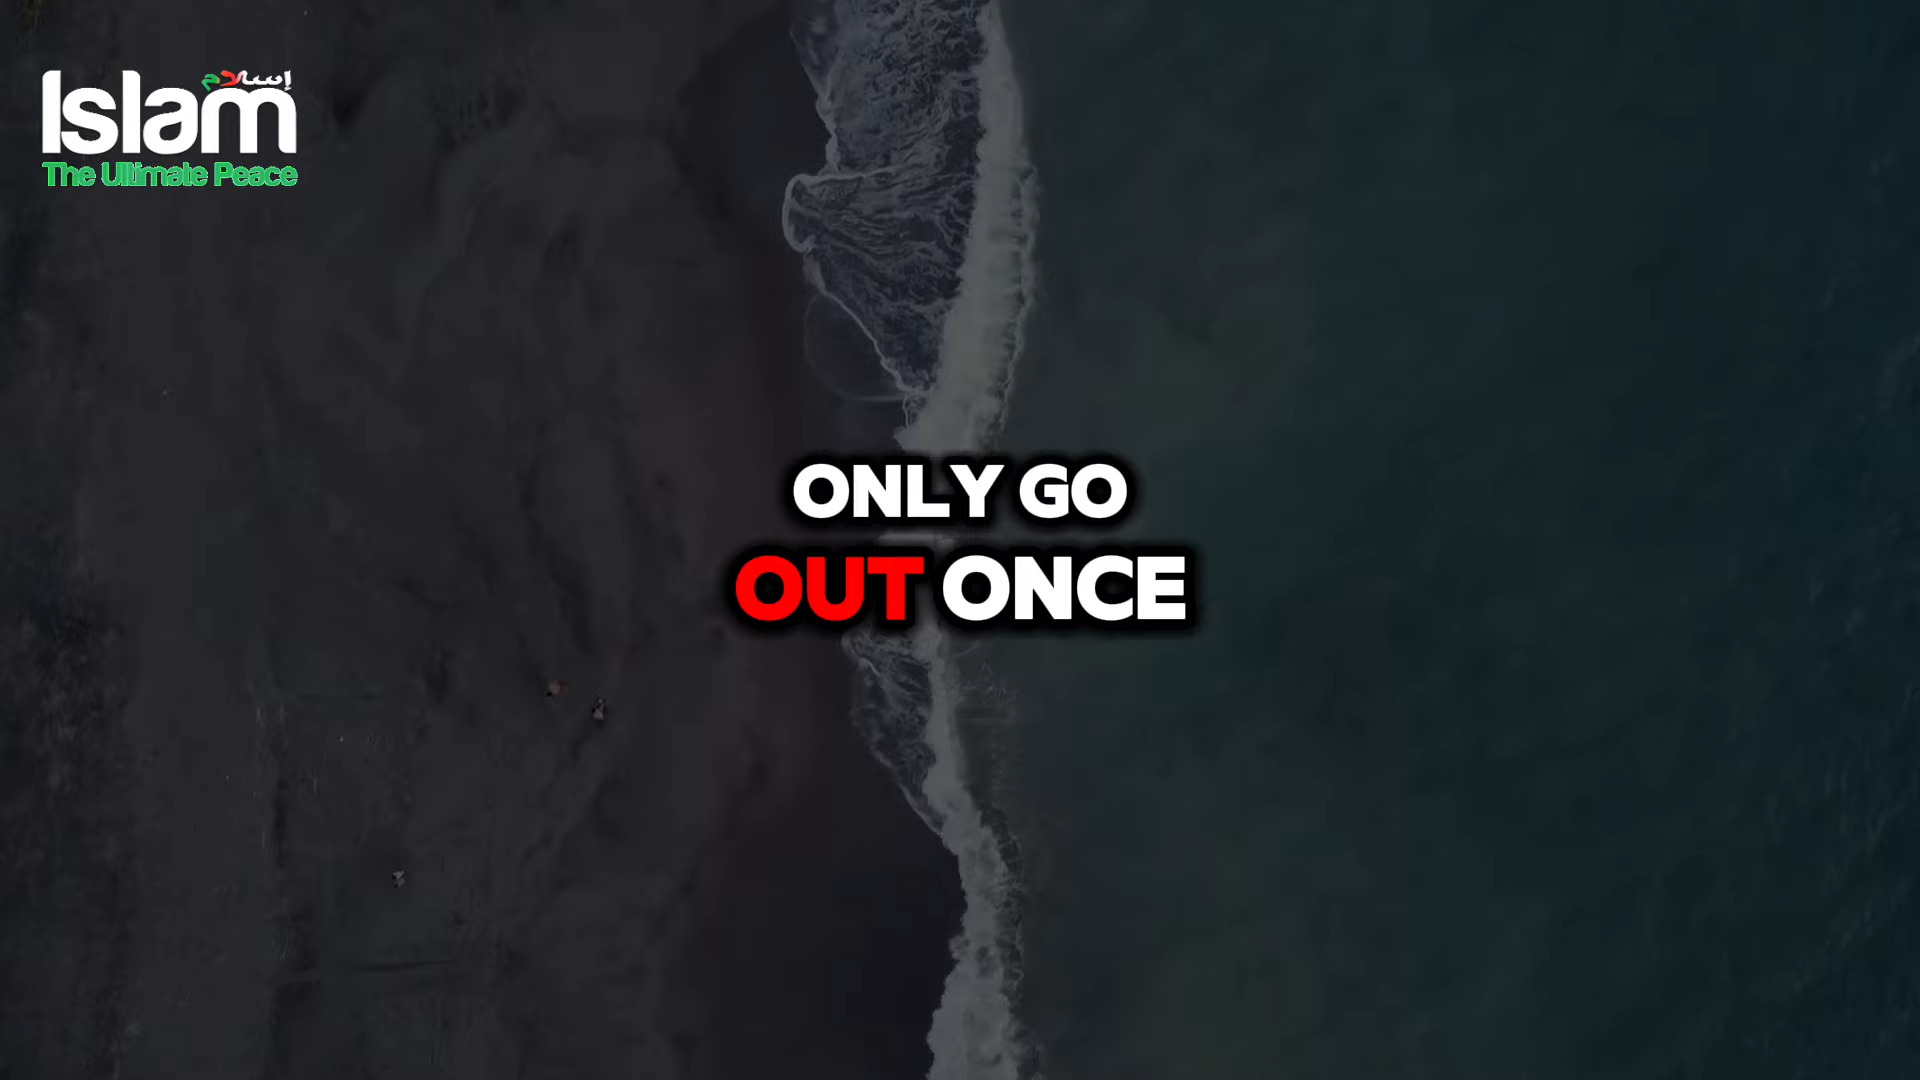 إسلام
Islam
The Ultimate Peace
ONLY GO
OUT ONCE